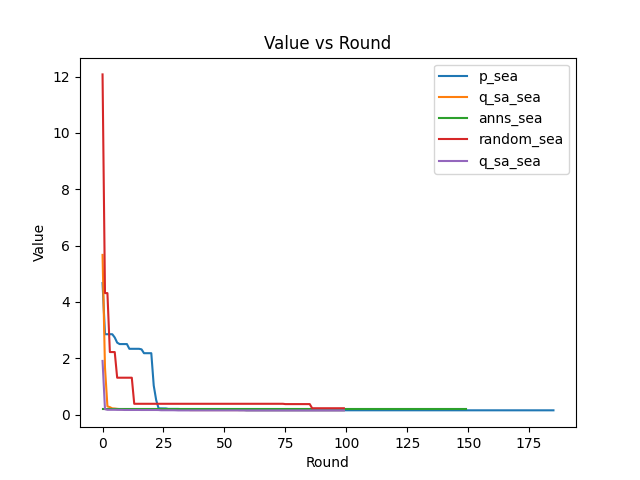 Value vs Round
Value
12
10
8
6
4
2
0
p_sea
q_sa_sea
anns_sea
random_sea
q_sa_sea
0
25
50
75
100
125
150
175
Round